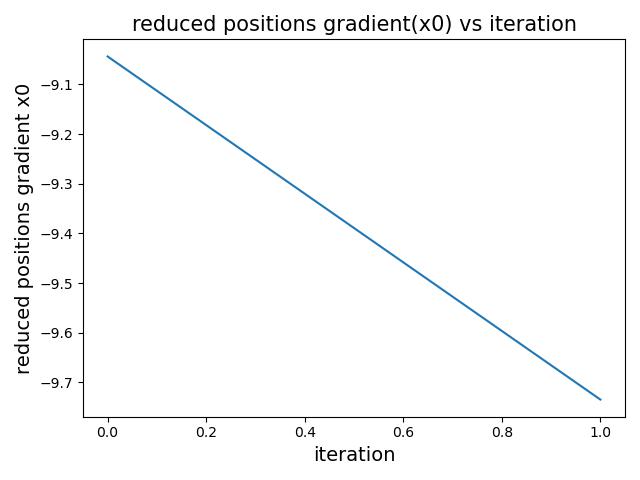 reduced positions gradient(x0) vs iteration
reduced positions gradient x0
−9.1
−9.2
−9.3
−9.4
−9.5
−9.6
−9.7
0.0 0.2 0.4 0.6 0.8 1.0
iteration